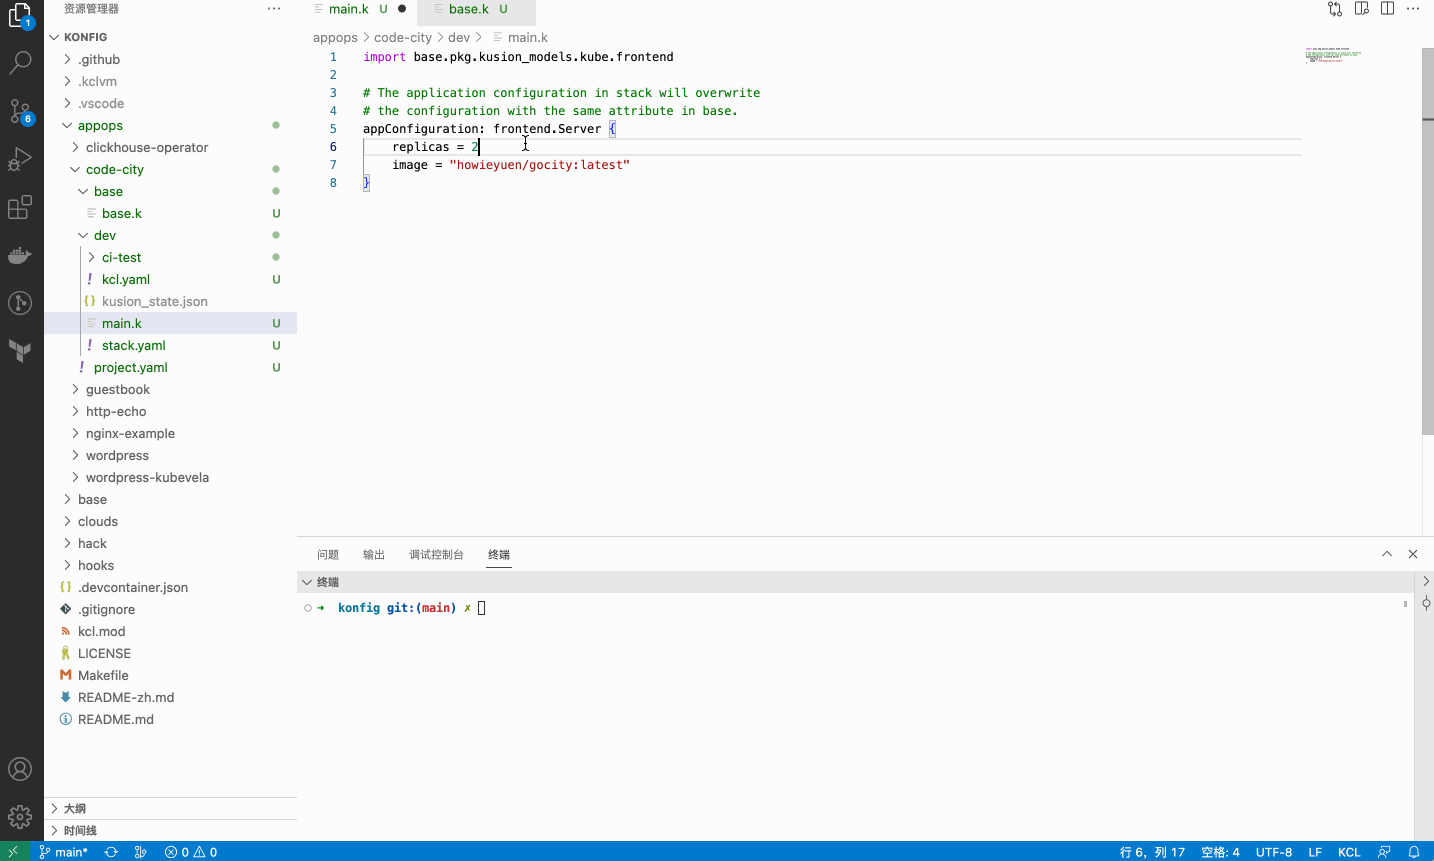 资源管理器 ···
main.k U ● base.k U
1
KONFIG
appops > code-city > dev > main.k
.github
.kclvm
.vscode
appops
clickhouse-operator
code-city
base
base.k U
dev
ci-test
kcl.yaml U
kusion_state.json
main.k U
stack.yaml U
project.yaml U
guestbook
http-echo
nginx-example
wordpress
wordpress-kubevela
base
clouds
hack
hooks
.devcontainer.json
.gitignore
kcl.mod
LICENSE
Makefile
README-zh.md
README.md
大纲
时间线
6
1 import base.pkg.kusion_models.kube.frontend
2
3 # The application configuration in stack will overwrite
4 # the configuration with the same attribute in base.
5 appConfiguration: frontend.Server {
6     replicas = 2
7     image = "howieyuen/gocity:latest"
8 }
问题 输出 调试控制台 终端
终端
→ konfig git:(main) ✗
main* 0 0 行 6，列 17 空格: 4 UTF-8 LF KCL